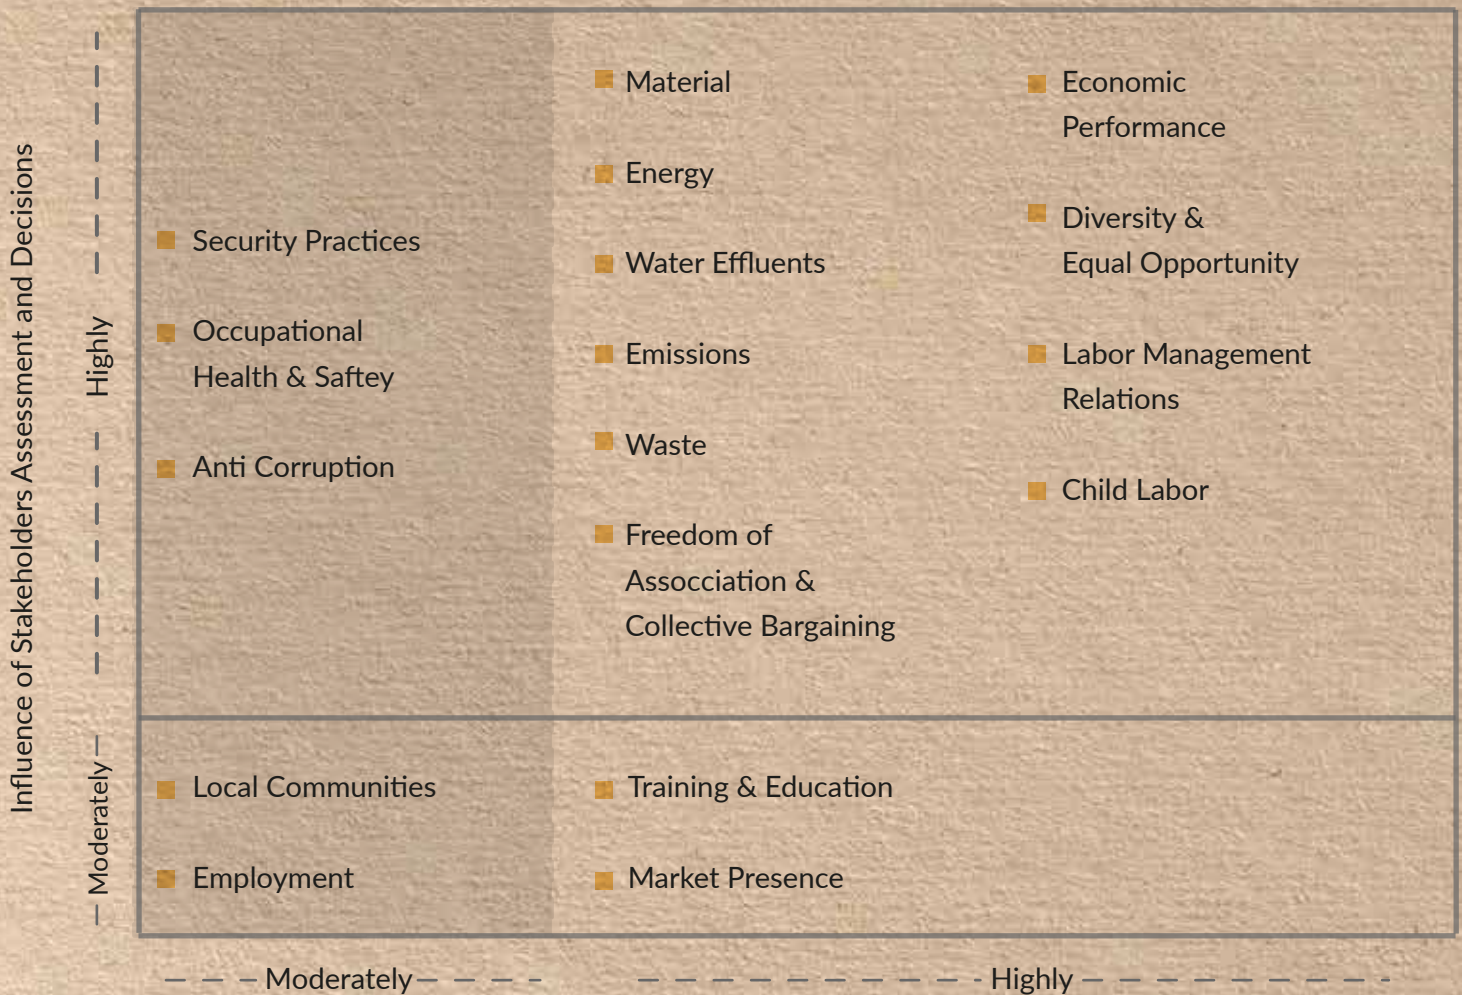 Influence of Stakeholders Assessment and Decisions
Highly
Moderately
Security Practices
Occupational
Health & Saftey
Anti Corruption
Material
Energy
Water Effluents
Emissions
Waste
Freedom of
Assocciation &
Collective Bargaining
Economic
Performance
Diversity &
Equal Opportunity
Labor Management
Relations
Child Labor
Local Communities
Employment
Training & Education
Market Presence
Moderately
Highly